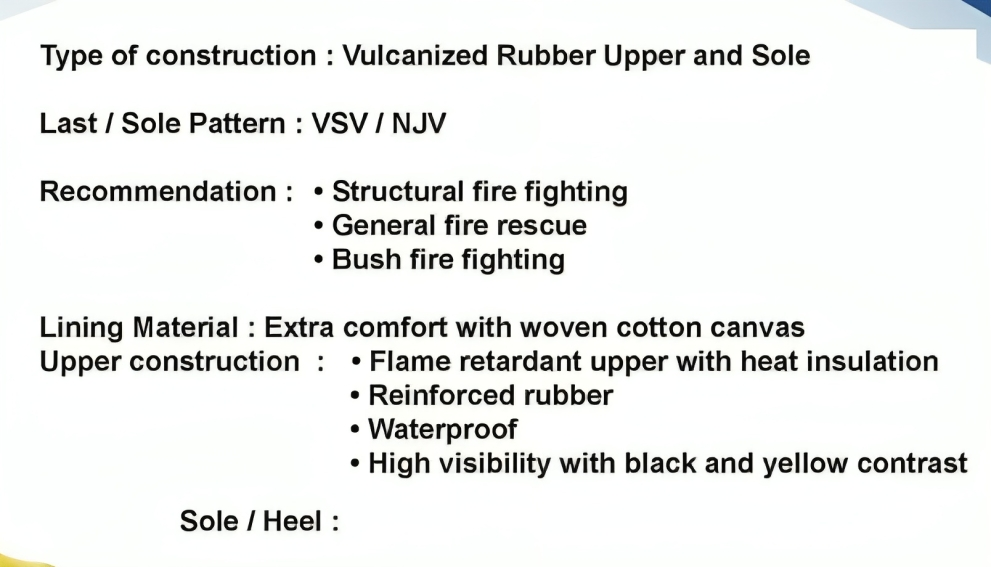 Type of construction : Vulcanized Rubber Upper and Sole
Last / Sole Pattern : VSV / NJV
Recommendation : • Structural fire fighting
• General fire rescue
• Bush fire fighting
Lining Material : Extra comfort with woven cotton canvas
Upper construction : • Flame retardant upper with heat insulation
• Reinforced rubber
• Waterproof
• High visibility with black and yellow contrast
Sole / Heel :